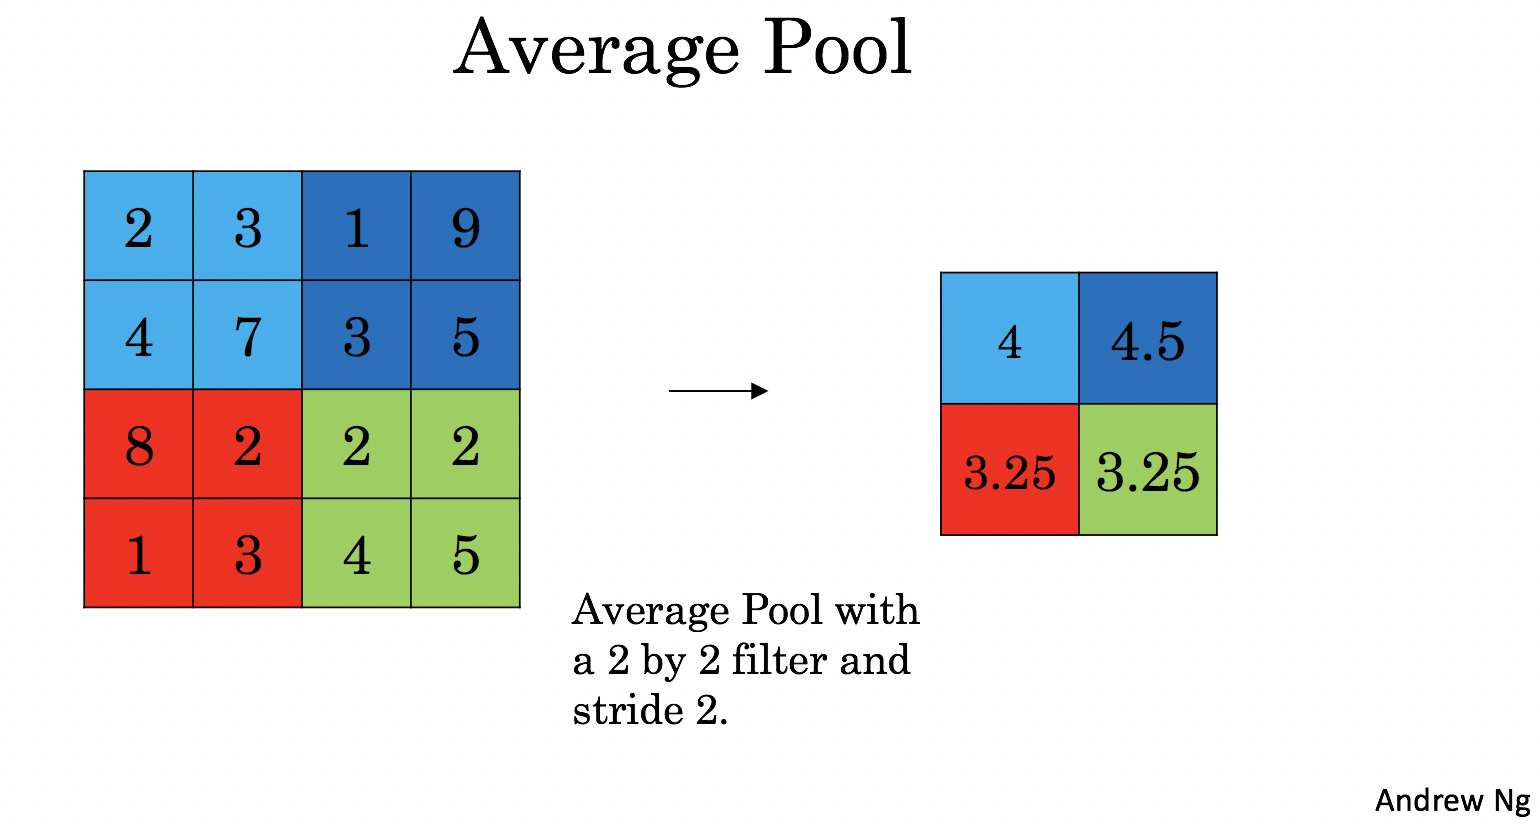 Average Pool
2 3 1 9
4 7 3 5
8 2 2 2
1 3 4 5
4 4.5
3.25 3.25
Average Pool with
a 2 by 2 filter and
stride 2.
Andrew Ng